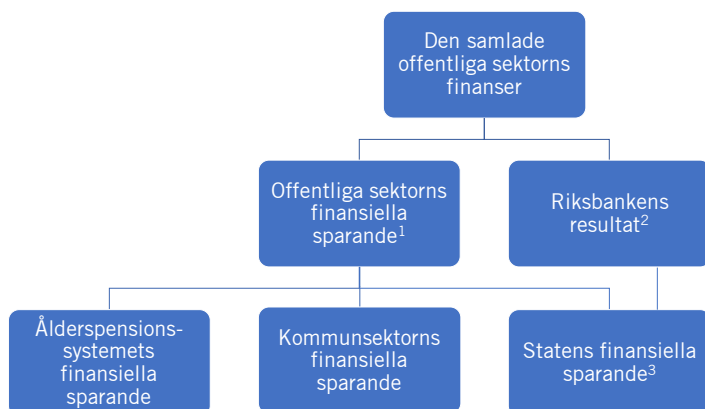 Den samlade
offentliga sektorns
finanser
Offentliga sektorns
finansiella
sparande¹
Riksbankens
resultat²
Ålderspensions-
systemets
finansiella
sparande
Kommunsektorns
finansiella
sparande
Statens finansiella
sparande³